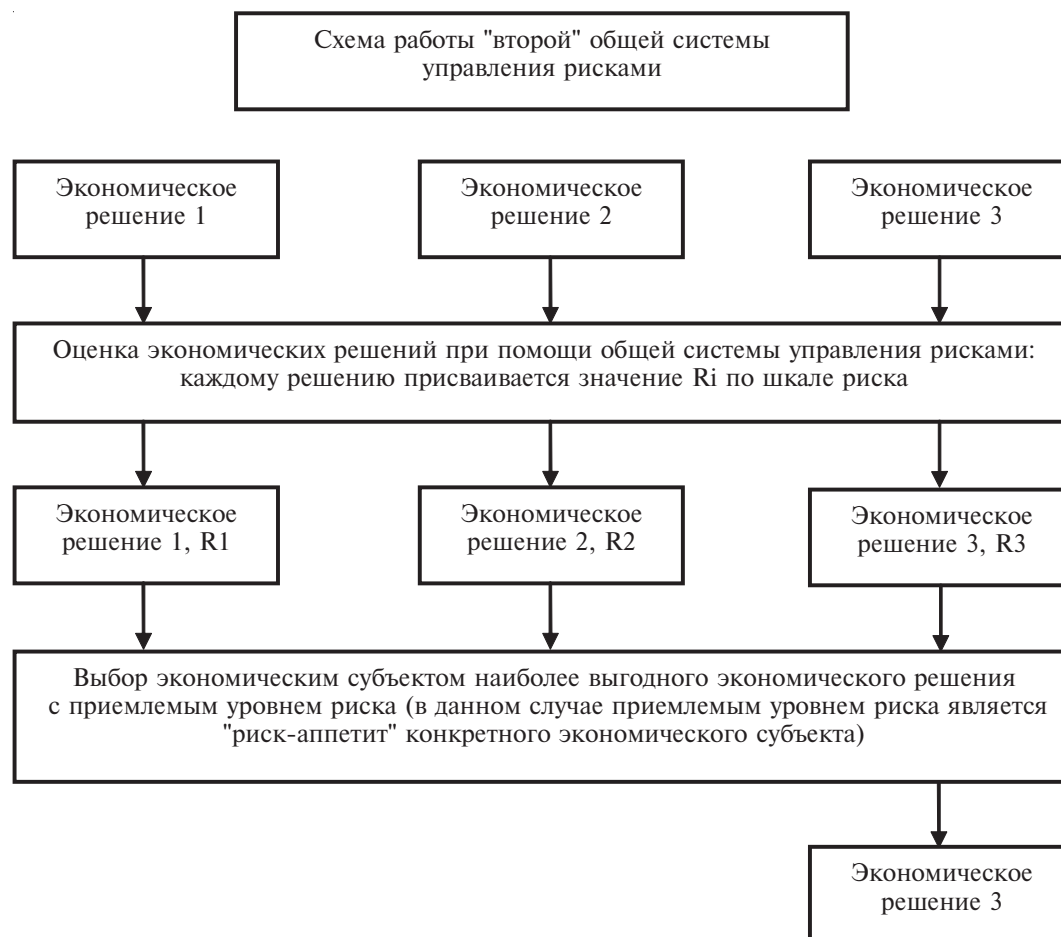 Схема работы "второй" общей системы
управления рисками
Экономическое
решение 1
Экономическое
решение 2
Экономическое
решение 3
Оценка экономических решений при помощи общей системы управления рисками:
каждому решению присваивается значение Ri по шкале риска
Экономическое
решение 1, R1
Экономическое
решение 2, R2
Экономическое
решение 3, R3
Выбор экономическим субъектом наиболее выгодного экономического решения
с приемлемым уровнем риска (в данном случае приемлемым уровнем риска является
"риск-аппетит" конкретного экономического субъекта)
Экономическое
решение 3